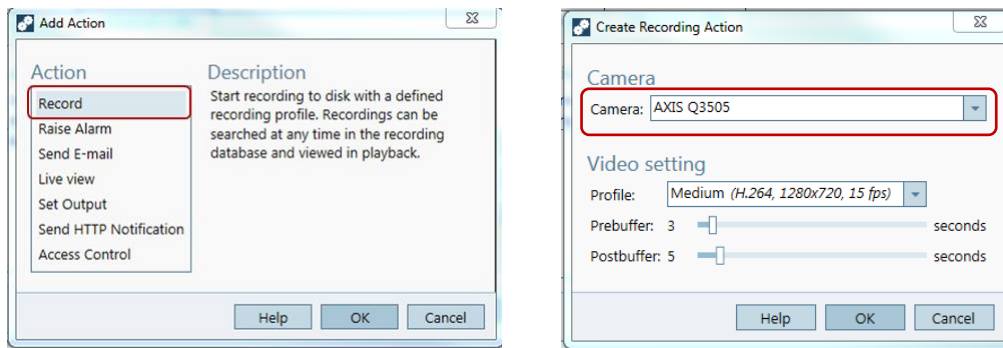 Add Action
Action
Record
Raise Alarm
Send E-mail
Live view
Set Output
Send HTTP Notification
Access Control
Description
Start recording to disk with a defined
recording profile. Recordings can be
searched at any time in the recording
database and viewed in playback.
Help OK Cancel
Create Recording Action
Camera
Camera: AXIS Q3505
Video setting
Profile: Medium (H.264, 1280x720, 15 fps)
Prebuffer: 3 seconds
Postbuffer: 5 seconds
Help OK Cancel